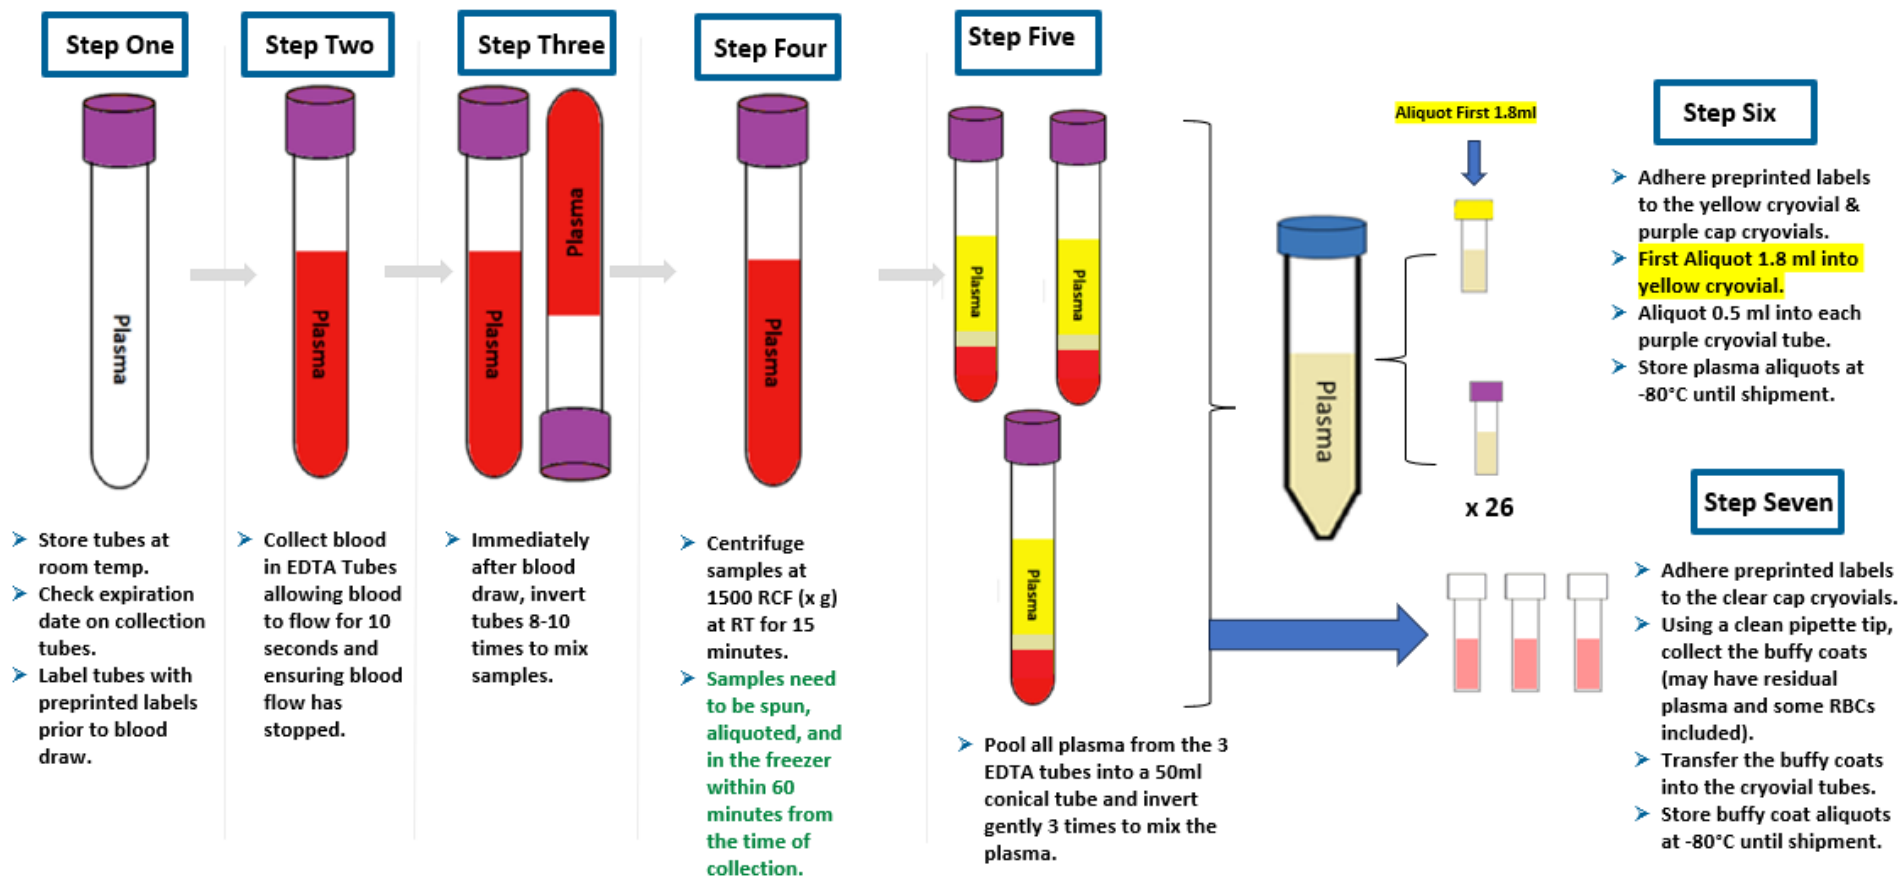 Step One
Plasma
➢ Store tubes at
room temp.
➢ Check expiration
date on collection
tubes.
➢ Label tubes with
preprinted labels
prior to blood
draw.
Step Two
Plasma
➢ Collect blood
in EDTA Tubes
allowing blood
to flow for 10
seconds and
ensuring blood
flow has
stopped.
Step Three
Plasma
Plasma
➢ Immediately
after blood
draw, invert
tubes 8-10
times to mix
samples.
Step Four
Plasma
➢ Centrifuge
samples at
1500 RCF (x g)
at RT for 15
minutes.
➢ Samples need
to be spun,
aliquoted, and
in the freezer
within 60
minutes from
the time of
collection.
Step Five
Plasma
Plasma
Plasma
➢ Pool all plasma from the 3
EDTA tubes into a 50ml
conical tube and invert
gently 3 times to mix the
plasma.
Plasma
Aliquot First 1.8ml
x 26
Step Six
➢ Adhere preprinted labels
to the yellow cryovial &
purple cap cryovials.
➢ First Aliquot 1.8 ml into
yellow cryovial.
➢ Aliquot 0.5 ml into each
purple cryovial tube.
➢ Store plasma aliquots at
-80°C until shipment.
Step Seven
➢ Adhere preprinted labels
to the clear cap cryovials.
➢ Using a clean pipette tip,
collect the buffy coats
(may have residual
plasma and some RBCs
included).
➢ Transfer the buffy coats
into the cryovial tubes.
➢ Store buffy coat aliquots
at -80°C until shipment.